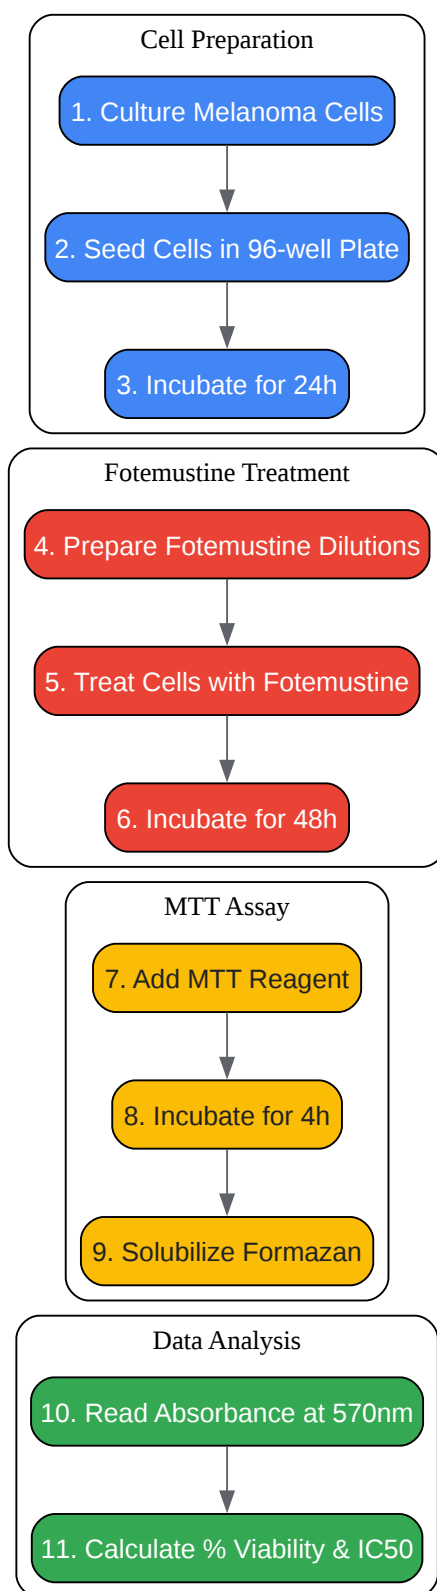 Cell Preparation
1. Culture Melanoma Cells
2. Seed Cells in 96-well Plate
3. Incubate for 24h
Fotemustine Treatment
4. Prepare Fotemustine Dilutions
5. Treat Cells with Fotemustine
6. Incubate for 48h
MTT Assay
7. Add MTT Reagent
8. Incubate for 4h
9. Solubilize Formazan
Data Analysis
10. Read Absorbance at 570nm
11. Calculate % Viability & IC50